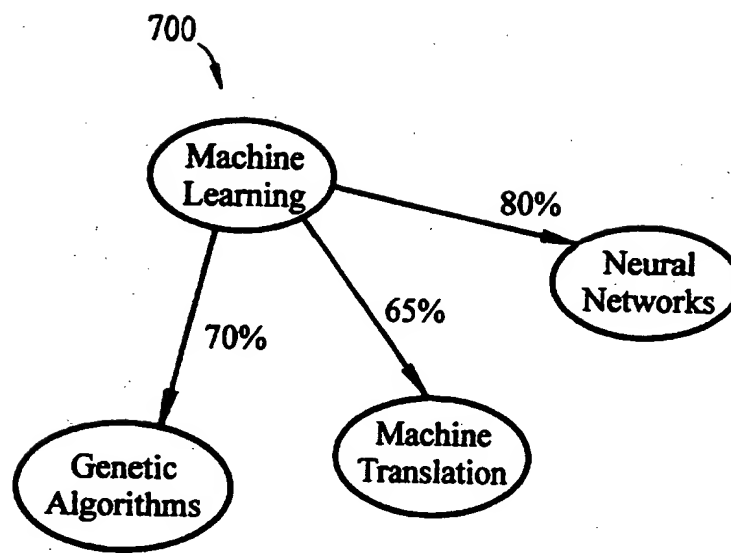 700
Machine
Learning
80%
Neural
Networks
70%
65%
Genetic
Algorithms
Machine
Translation